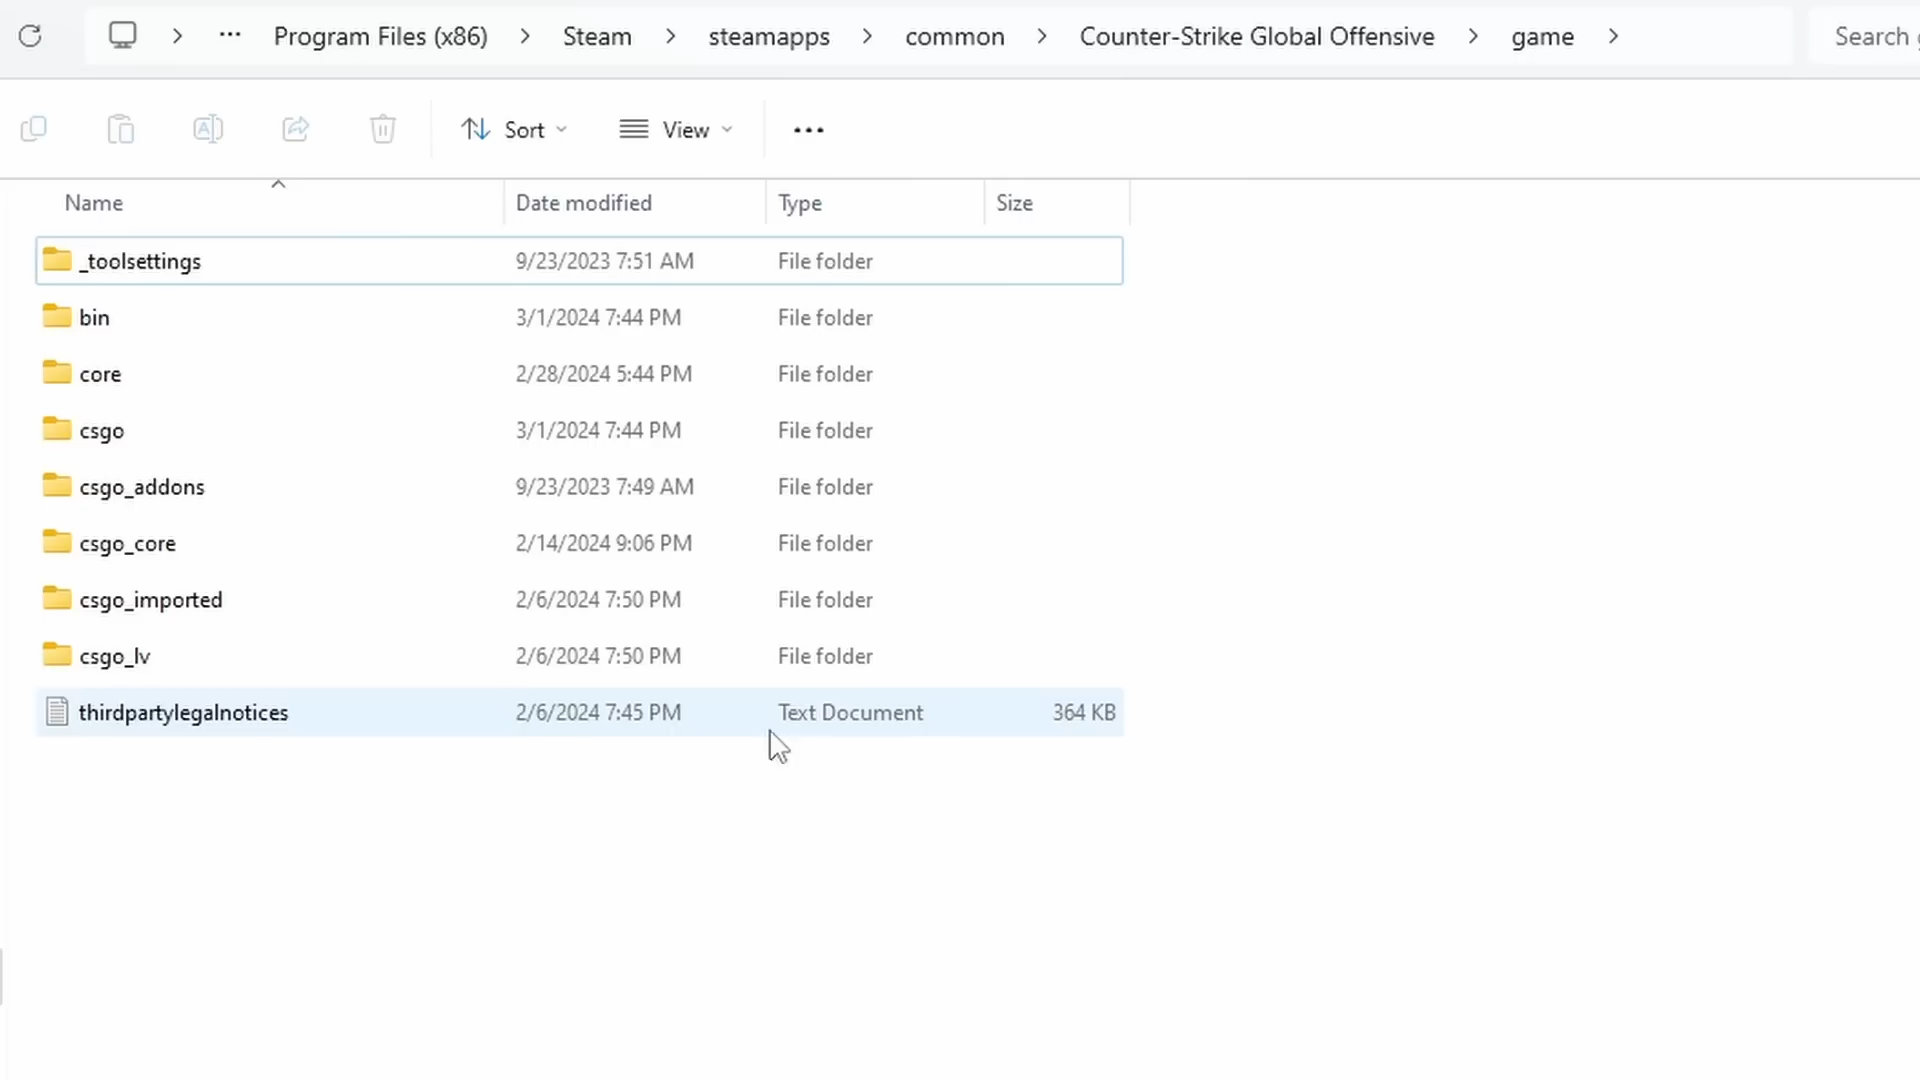 Program Files (x86) > Steam > steamapps > common > Counter-Strike Global Offensive > game > Search
Sort View
Name Date modified Type Size
_toolsettings 9/23/2023 7:51 AM File folder
bin 3/1/2024 7:44 PM File folder
core 2/28/2024 5:44 PM File folder
csgo 3/1/2024 7:44 PM File folder
csgo_addons 9/23/2023 7:49 AM File folder
csgo_core 2/14/2024 9:06 PM File folder
csgo_imported 2/6/2024 7:50 PM File folder
csgo_lv 2/6/2024 7:50 PM File folder
thirdpartylegalnotices 2/6/2024 7:45 PM Text Document 364 KB